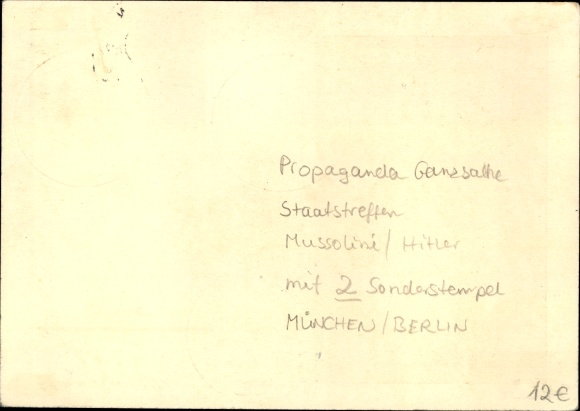 Propaganda Ganzsache
Staatstreffen
Mussolini / Hitler
mit 2 Sonderstempel
MÜNCHEN / BERLIN
12€